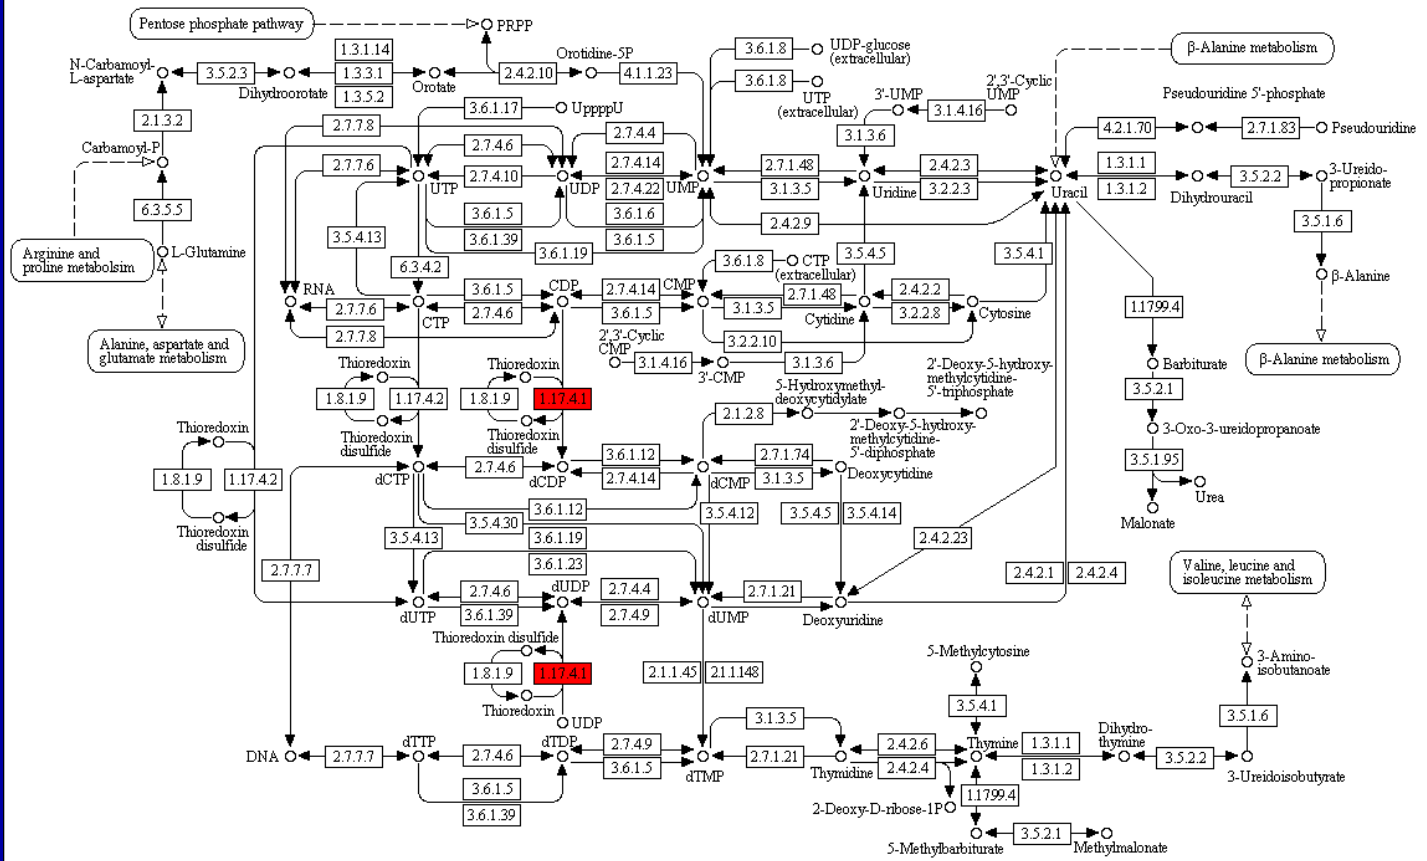 Pentose phosphate pathway
PRPP
1.3.1.14
Orotidine-5P
3.6.1.8
UDP-glucose
(extracellular)
β-Alanine metabolism
N-Carbamoyl-
L-aspartate
3.5.2.3
1.3.3.1
2.4.2.10
4.1.1.23
3.6.1.8
UTP
(extracellular)
Dihydroorotate
1.3.5.2
Orotate
3'-UMP
2',3'-Cyclic
UMP
3.1.4.16
Pseudouridine 5'-phosphate
2.1.3.2
3.6.1.17
UppppU
2.7.7.8
2.7.4.4
3.1.3.6
4.2.1.70
2.7.1.83
Pseudouridine
Carbamoyl-P
2.7.4.6
2.7.7.6
2.7.4.14
2.7.1.48
2.4.2.3
1.3.1.1
3-Ureido-
propionate
UTP
2.7.4.10
UDP
UMP
2.7.4.22
3.1.3.5
Uridine
3.2.2.3
Uracil
1.3.1.2
Dihydrouracil
3.5.2.2
6.3.5.5
3.6.1.5
3.6.1.6
2.4.2.9
3.5.1.6
3.5.4.13
3.6.1.39
3.6.1.5
Arginine and
proline metabolsim
L-Glutamine
3.6.1.19
3.5.4.5
3.5.4.1
6.3.4.2
3.6.1.8
CTP
(extracellular)
β-Alanine
RNA
3.6.1.5
CDP
2.7.4.14
CMP
2.7.1.48
2.4.2.2
2.7.7.6
CTP
2.7.4.6
3.6.1.5
3.1.3.5
Cytidine
3.2.2.8
Cytosine
1.1799.4
2.7.7.8
2',3'-Cyclic
CMP
3.2.2.10
Alanine, aspartate and
glutamate metabolism
3.1.4.16
3'-CMP
3.1.3.6
β-Alanine metabolism
Thioredoxin
Thioredoxin
Barbiturate
2'-Deoxy-5-hydroxy-
methylcytidine-
5'-triphosphate
1.8.1.9
1.17.4.2
1.8.1.9
1.17.4.1
5-Hydroxymethyl-
deoxycytidylate
3.5.2.1
2.1.2.8
Thioredoxin
disulfide
Thioredoxin
disulfide
2'-Deoxy-5-hydroxy-
methylcytidine-
5'-diphosphate
3-Oxo-3-ureidopropanoate
Thioredoxin
3.6.1.12
2.7.1.74
3.5.1.95
dCTP
2.7.4.6
dCDP
2.7.4.14
dCMP
3.1.3.5
Deoxycytidine
1.8.1.9
1.17.4.2
Urea
3.6.1.12
3.5.4.12
3.5.4.5
3.5.4.14
Malonate
3.5.4.30
Thioredoxin
disulfide
3.5.4.13
3.6.1.19
2.4.2.23
3.6.1.23
2.7.7.7
2.4.2.1
2.4.2.4
Valine, leucine and
isoleucine metabolism
2.7.4.6
dUDP
2.7.4.4
2.7.1.21
dUTP
3.6.1.39
2.7.4.9
dUMP
Deoxyuridine
Thioredoxin disulfide
5-Methylcytosine
3-Amino-
isobutanoate
1.8.1.9
1.17.4.1
2.1.1.45
2.1.1.148
3.5.4.1
Thioredoxin
UDP
3.1.3.5
3.5.1.6
Dihydro-
thymine
DNA
2.7.7.7
dTTP
2.7.4.6
dTDP
2.7.4.9
2.4.2.6
Thymine
1.3.1.1
3.6.1.5
dTMP
2.7.1.21
Thymidine
2.4.2.4
1.3.1.2
3.5.2.2
3-Ureidoisobutyrate
3.6.1.5
1.1799.4
3.6.1.39
2-Deoxy-D-ribose-1P
3.5.2.1
5-Methylbarbiturate
Methylmalonate